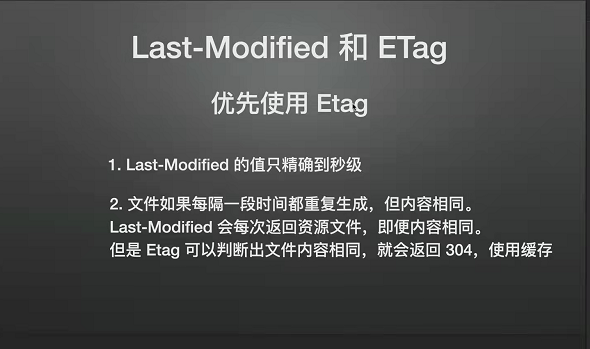 Last-Modified 和 ETag
优先使用 Etag
1. Last-Modified 的值只精确到秒级
2. 文件如果每隔一段时间都重复生成，但内容相同。
Last-Modified 会每次返回资源文件，即便内容相同。
但是 Etag 可以判断出文件内容相同，就会返回 304，使用缓存